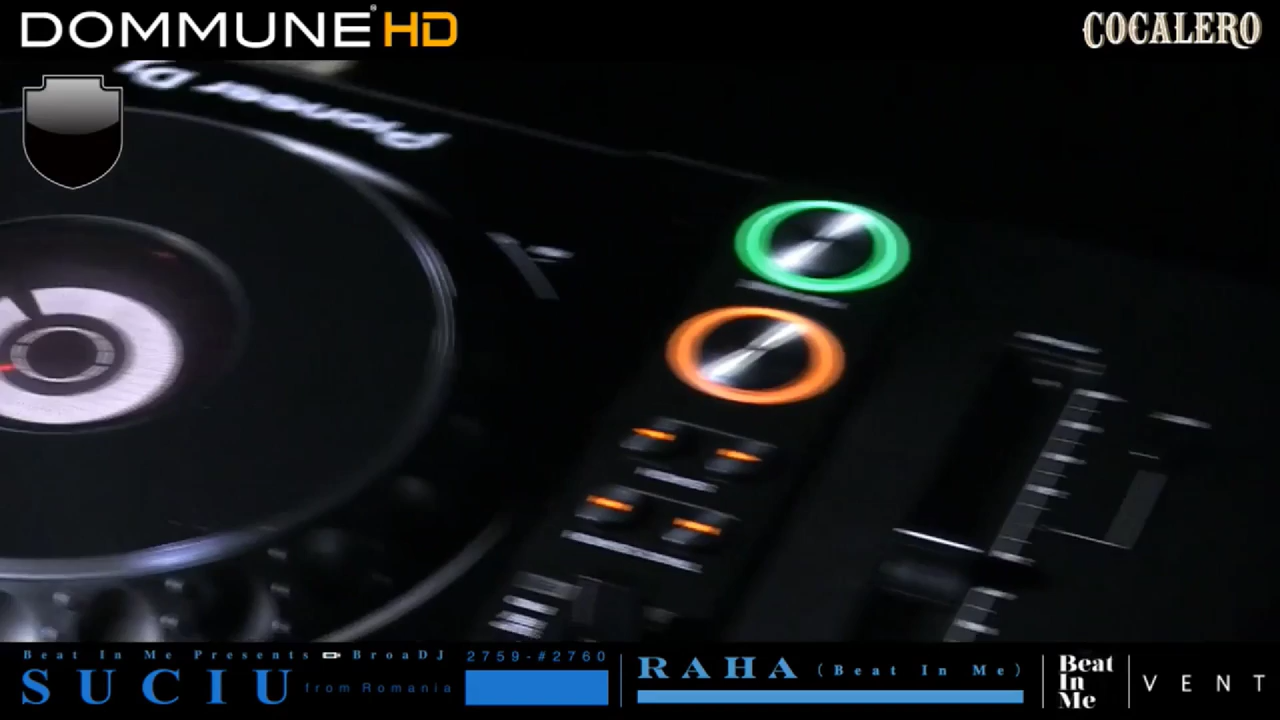 DOMMUNE® HD
COCALERO
Pioneer DJ
Beat In Me Presents BroaDJ
SUCIU from Romania
2759-#2760
RAHA (Beat In Me)
Beat
In
Me
VENT